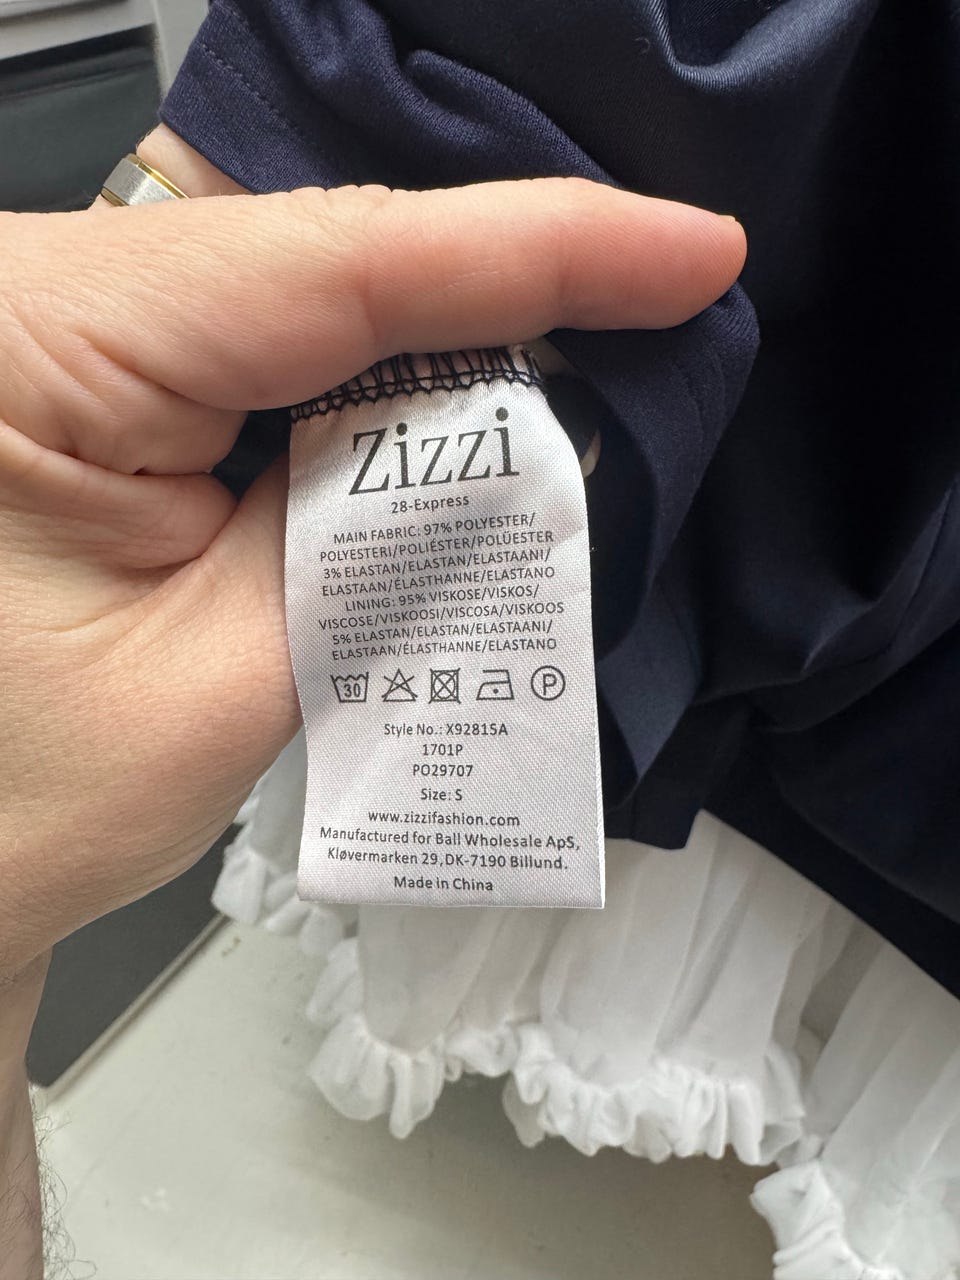 Zizzi
28-Express
MAIN FABRIC: 97% POLYESTER/
POLYESTERI/POLIÉSTER/POLÜESTER
3% ELASTAN/ELASTAN/ELASTAANI/
ELASTAAN/ÉLASTHANNE/ELASTANO
LINING: 95% VISKOSE/VISKOS/
VISCOSE/VISKOOSI/VISCOSA/VISKOOS
5% ELASTAN/ELASTAN/ELASTAANI/
ELASTAAN/ÉLASTHANNE/ELASTANO
30 P
Style No.: X92815A
1701P
PO29707
Size: S
www.zizzifashion.com
Manufactured for Ball Wholesale ApS,
Kløvermarken 29, DK-7190 Billund.
Made in China